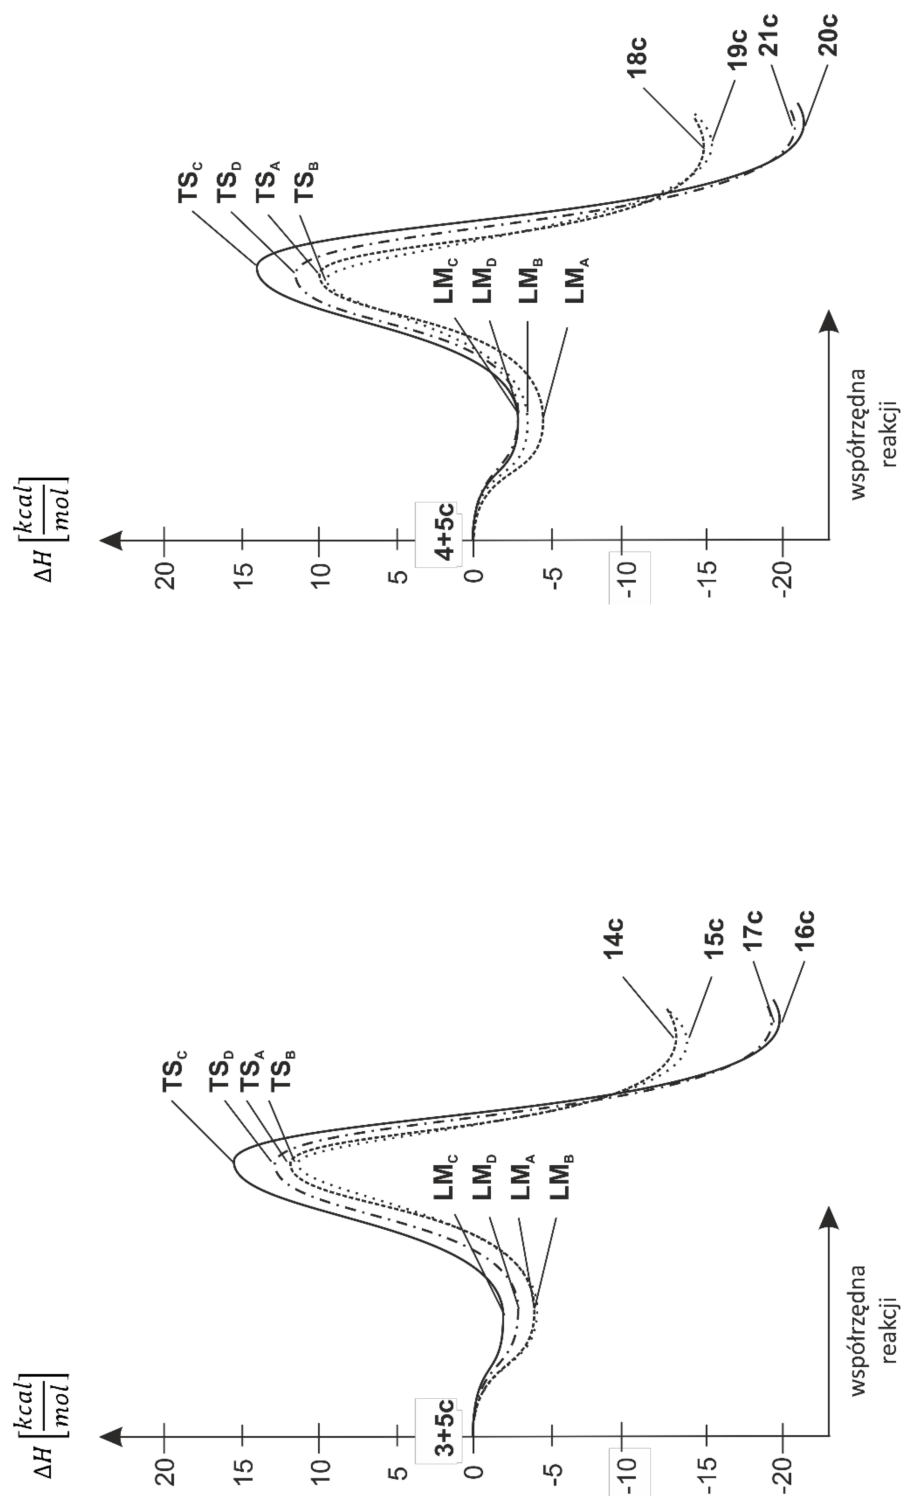 ΔH [kcal/mol]
20
15
10
5
0
-5
-10
-15
-20
3+5c
TSC
TSD
TSA
TSB
LMC
LMD
LMA
LMB
14c
15c
17c
16c
współrzędna
reakcji
ΔH [kcal/mol]
20
15
10
5
0
-5
-10
-15
-20
4+5c
TSC
TSD
TSA
TSB
LMC
LMD
LMB
LMA
18c
19c
21c
20c
współrzędna
reakcji